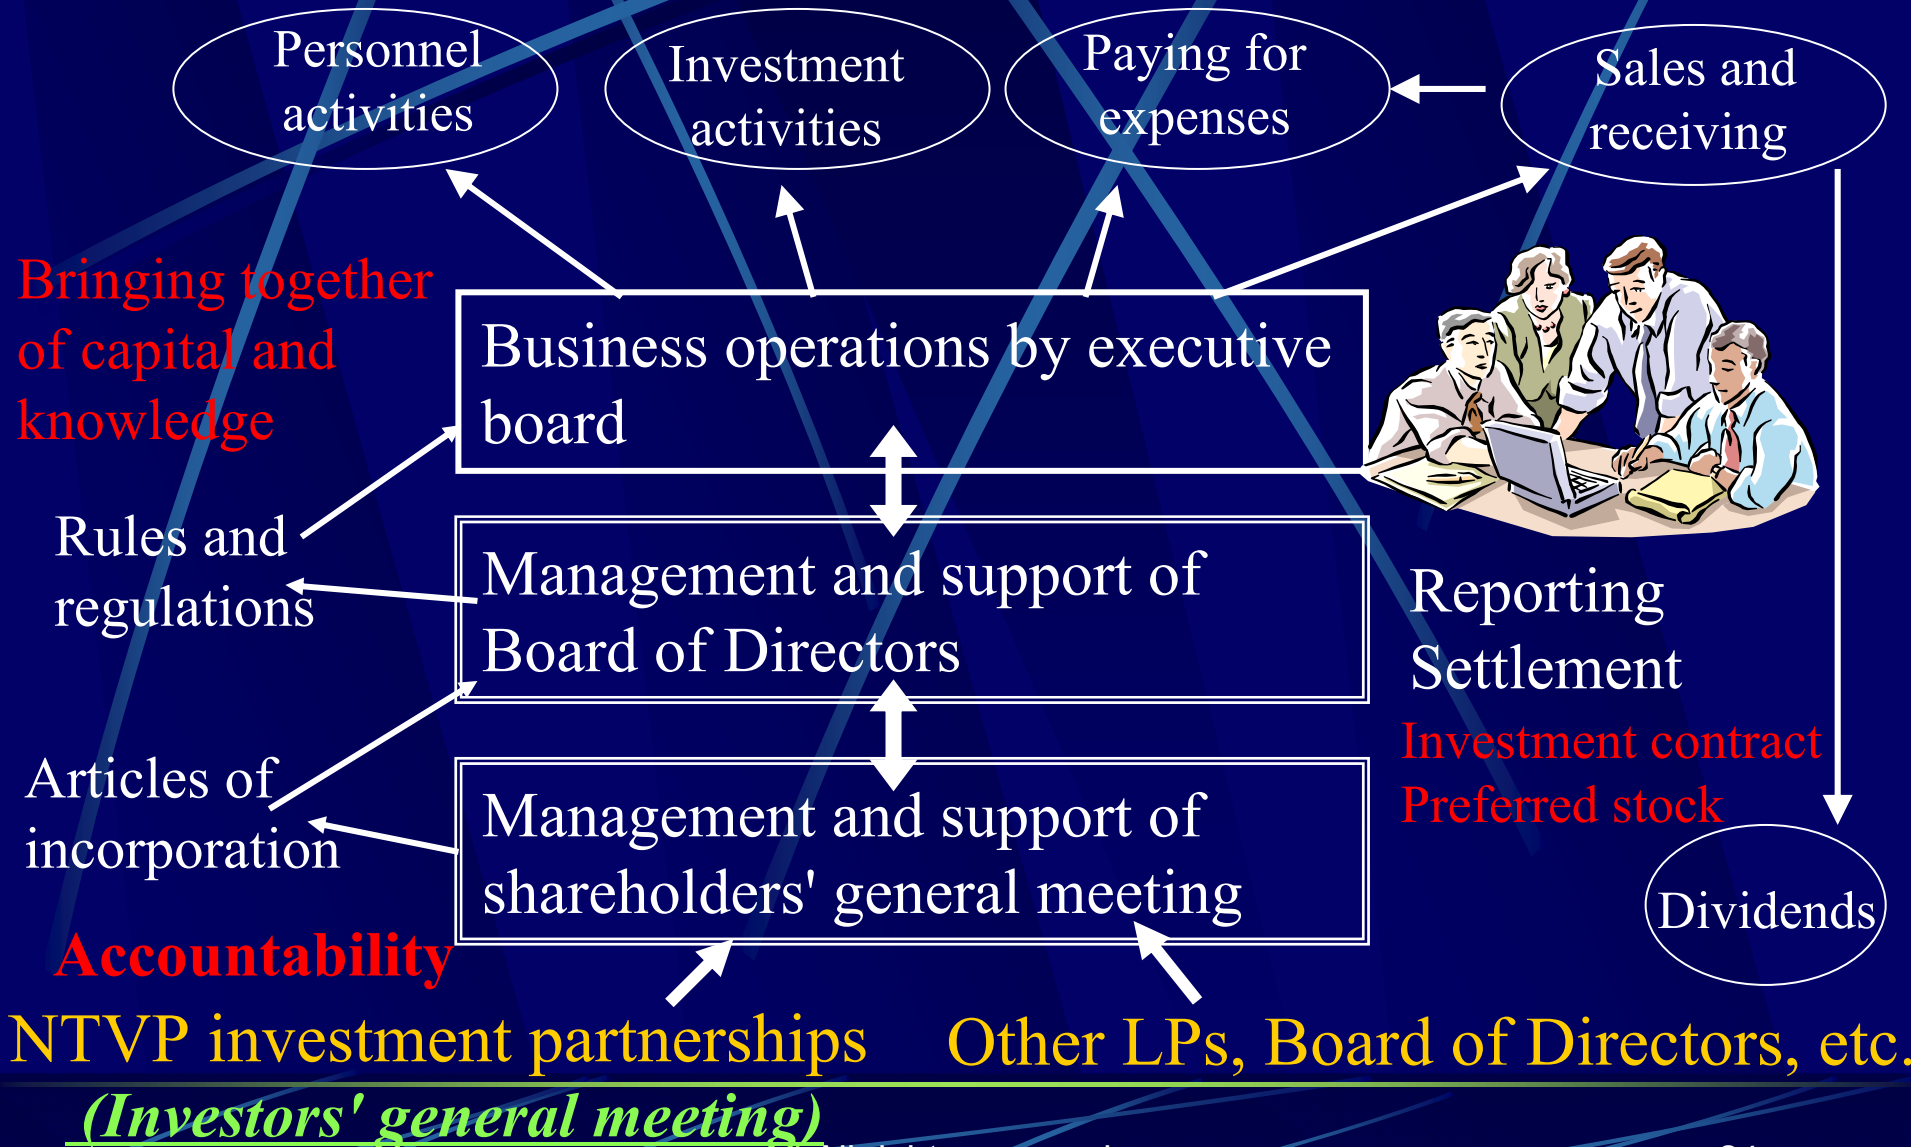 Personnel
activities
Investment
activities
Paying for
expenses
Sales and
receiving
Bringing together
of capital and
knowledge
Business operations by executive
board
Rules and
regulations
Management and support of
Board of Directors
Reporting
Settlement
Investment contract
Preferred stock
Articles of
incorporation
Management and support of
shareholders' general meeting
Dividends
Accountability
NTVP investment partnerships
Other LPs, Board of Directors, etc.
(Investors' general meeting)